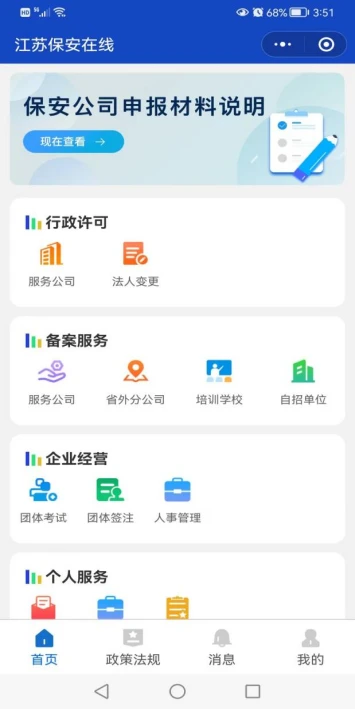 68% 3:51
江苏保安在线
保安公司申报材料说明
现在查看 →
行政许可
服务公司 法人变更
备案服务
服务公司 省外分公司 培训学校 自招单位
企业经营
团体考试 团体签注 人事管理
个人服务
首页 政策法规 消息 我的